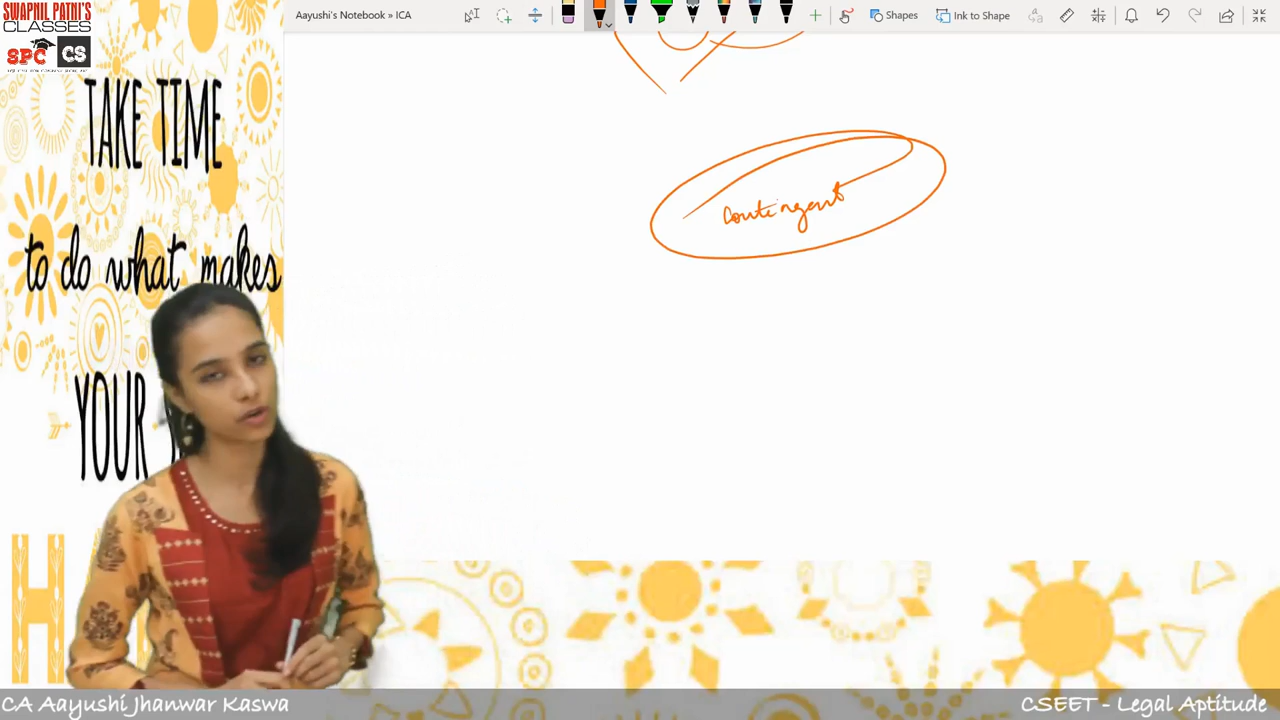 SWAPNIL PATNI'S
CLASSES
SPC CS
Aayushi's Notebook » ICA
Shapes
Ink to Shape
TAKE TIME
to do what makes
YOUR
H
contingent
CA Aayushi Jhanwar Kaswa
CSEET - Legal Aptitude